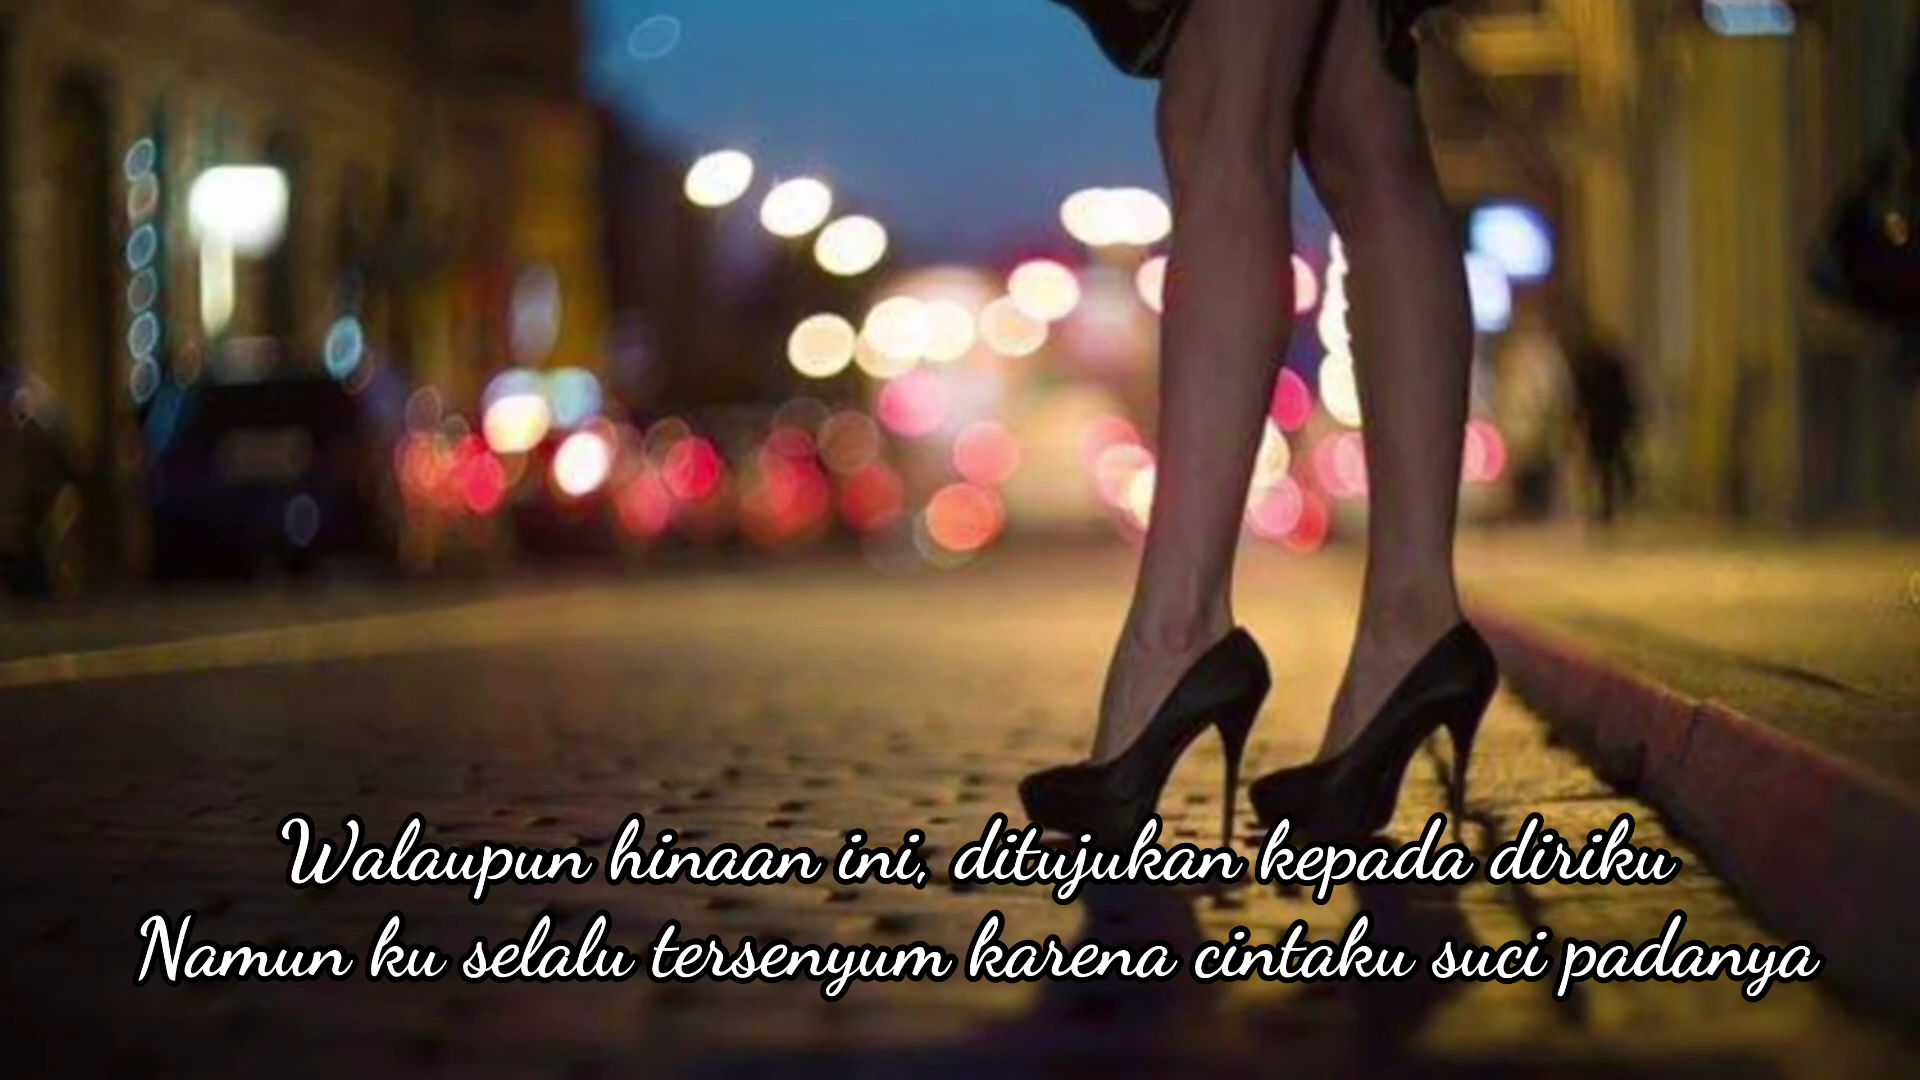 Walaupun hinaan ini, ditujukan kepada diriku
Namun ku selalu tersenyum karena cintaku suci padanya